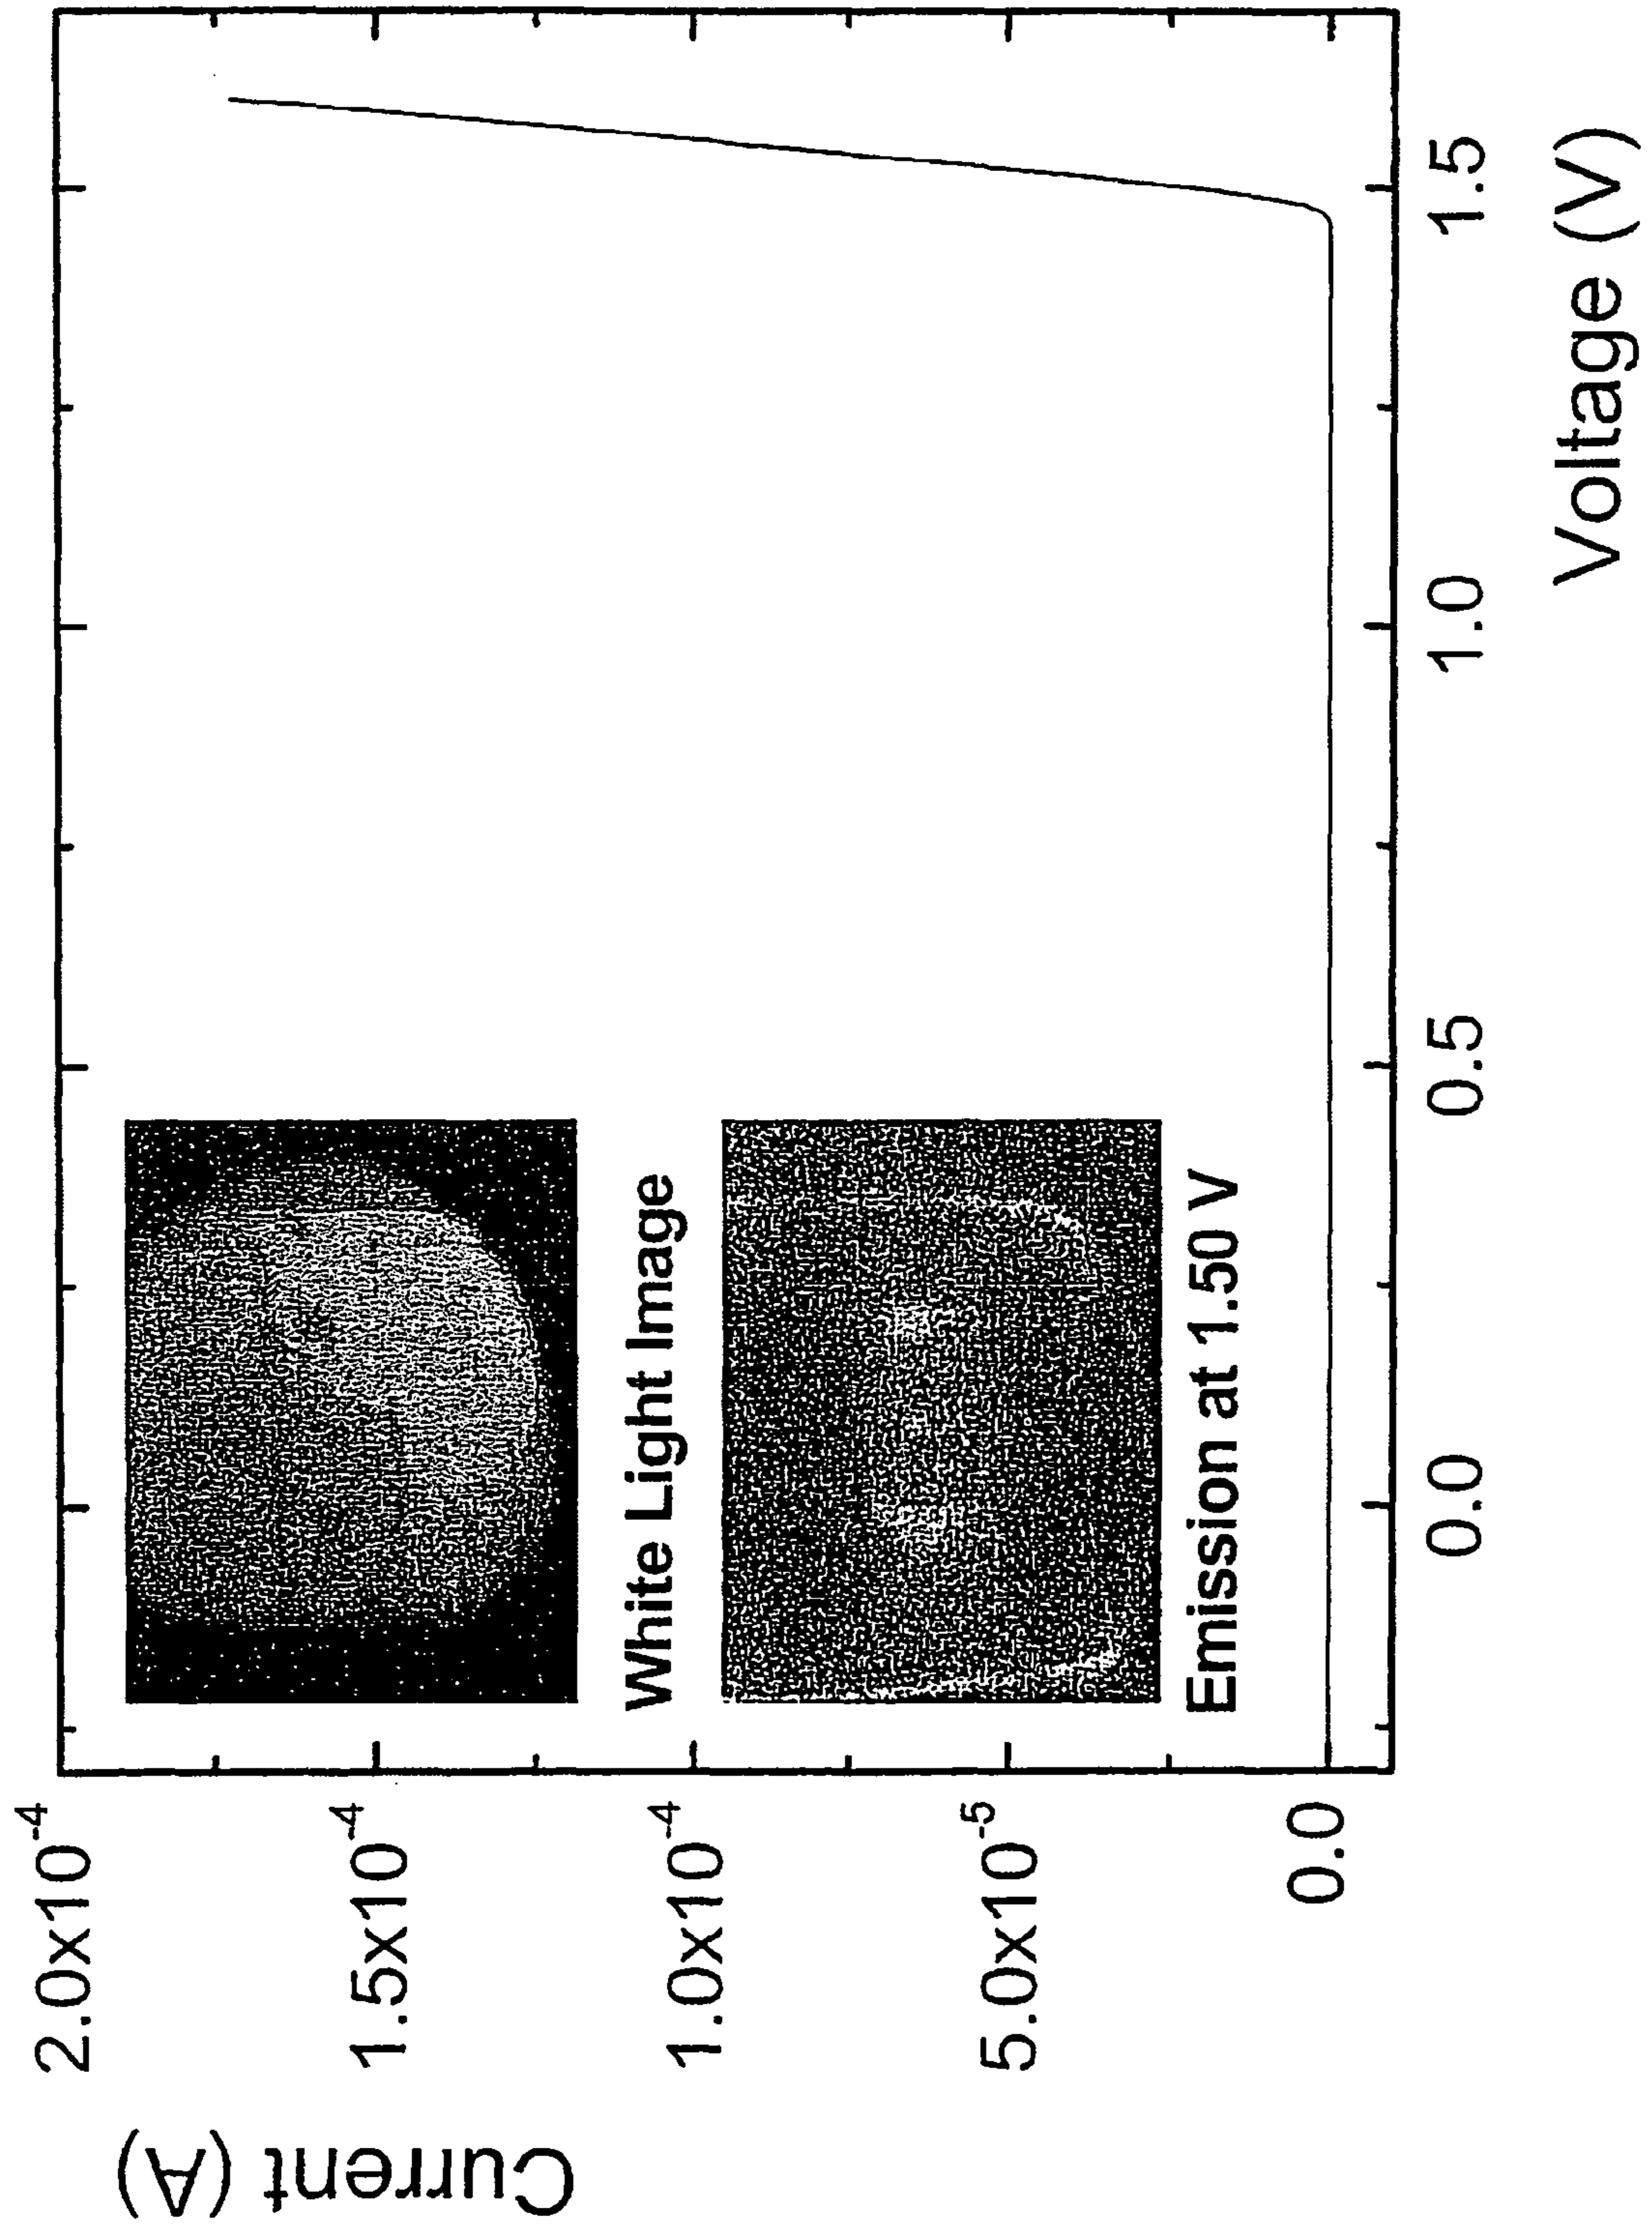 Current (A)
2.0x10⁻⁴
1.5x10⁻⁴
1.0x10⁻⁴
5.0x10⁻⁵
0.0
White Light Image
Emission at 1.50 V
0.0
0.5
1.0
1.5
Voltage (V)